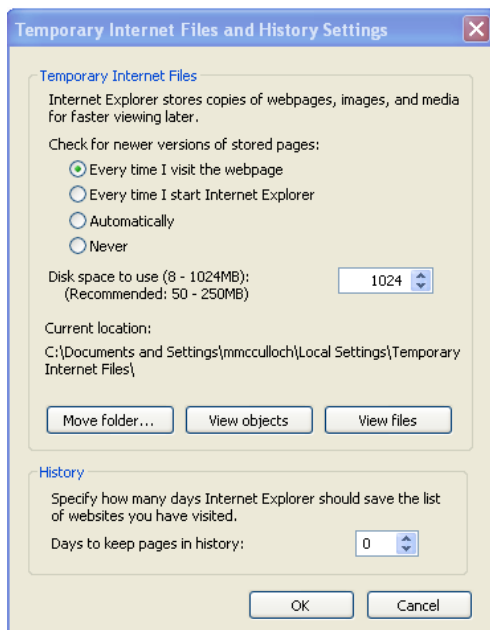 Temporary Internet Files and History Settings
Temporary Internet Files
Internet Explorer stores copies of webpages, images, and media
for faster viewing later.
Check for newer versions of stored pages:
Every time I visit the webpage
Every time I start Internet Explorer
Automatically
Never
Disk space to use (8 - 1024MB):
1024
(Recommended: 50 - 250MB)
Current location:
C:\Documents and Settings\mmcculloch\Local Settings\Temporary
Internet Files\
Move folder... View objects View files
History
Specify how many days Internet Explorer should save the list
of websites you have visited.
Days to keep pages in history: 0
OK Cancel